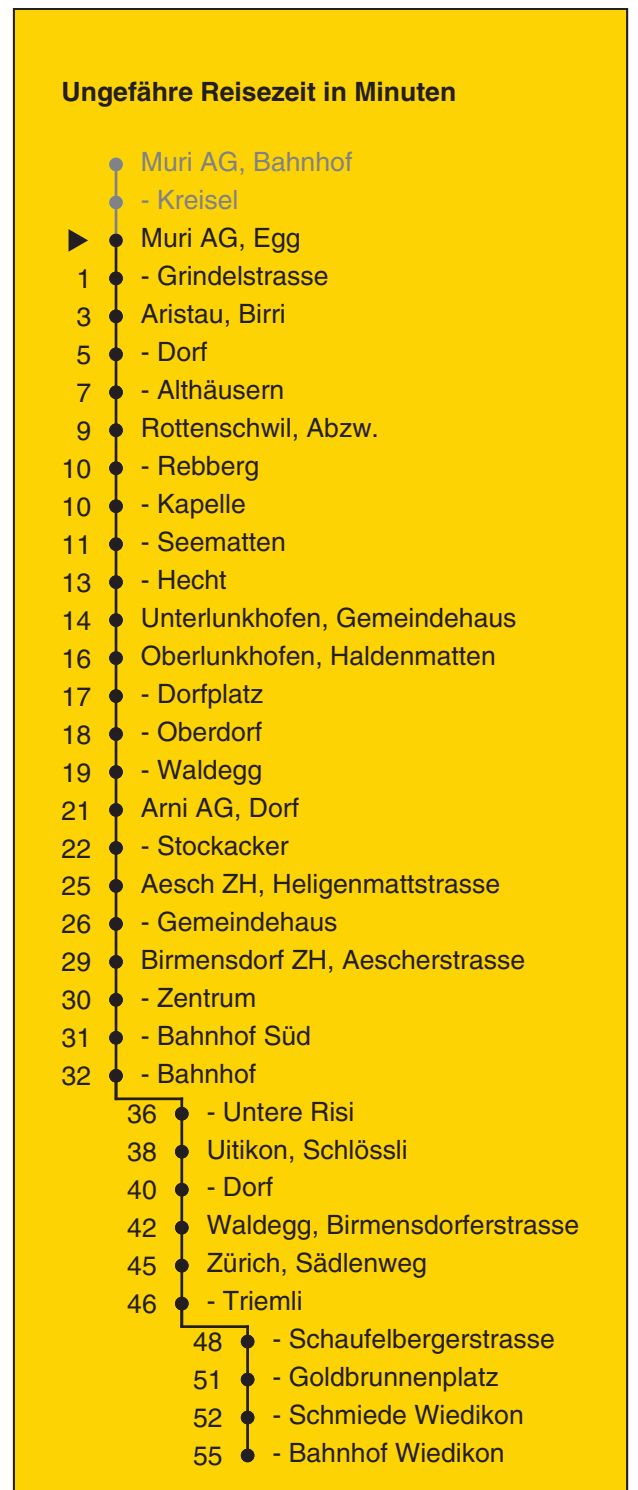 Ungefähre Reisezeit in Minuten
Muri AG, Bahnhof
- Kreisel
Muri AG, Egg
1 - Grindelstrasse
3 Aristau, Birri
5 - Dorf
7 - Althäusern
9 Rottenschwil, Abzw.
10 - Rebberg
10 - Kapelle
11 - Seematten
13 - Hecht
14 Unterlunkhofen, Gemeindehaus
16 Oberlunkhofen, Haldenmatten
17 - Dorfplatz
18 - Oberdorf
19 - Waldegg
21 Arni AG, Dorf
22 - Stockacker
25 Aesch ZH, Heligenmattstrasse
26 - Gemeindehaus
29 Birmensdorf ZH, Aescherstrasse
30 - Zentrum
31 - Bahnhof Süd
32 - Bahnhof
36 - Untere Risi
38 Uitikon, Schlössli
40 - Dorf
42 Waldegg, Birmensdorferstrasse
45 Zürich, Sädlenweg
46 - Triemli
48 - Schaufelbergerstrasse
51 - Goldbrunnenplatz
52 - Schmiede Wiedikon
55 - Bahnhof Wiedikon